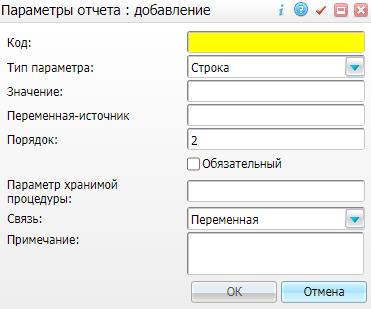 Параметры отчета : добавление
Код:
Тип параметра: Строка
Значение:
Переменная-источник
Порядок: 2
Обязательный
Параметр хранимой
процедуры:
Связь: Переменная
Примечание:
ОК Отмена